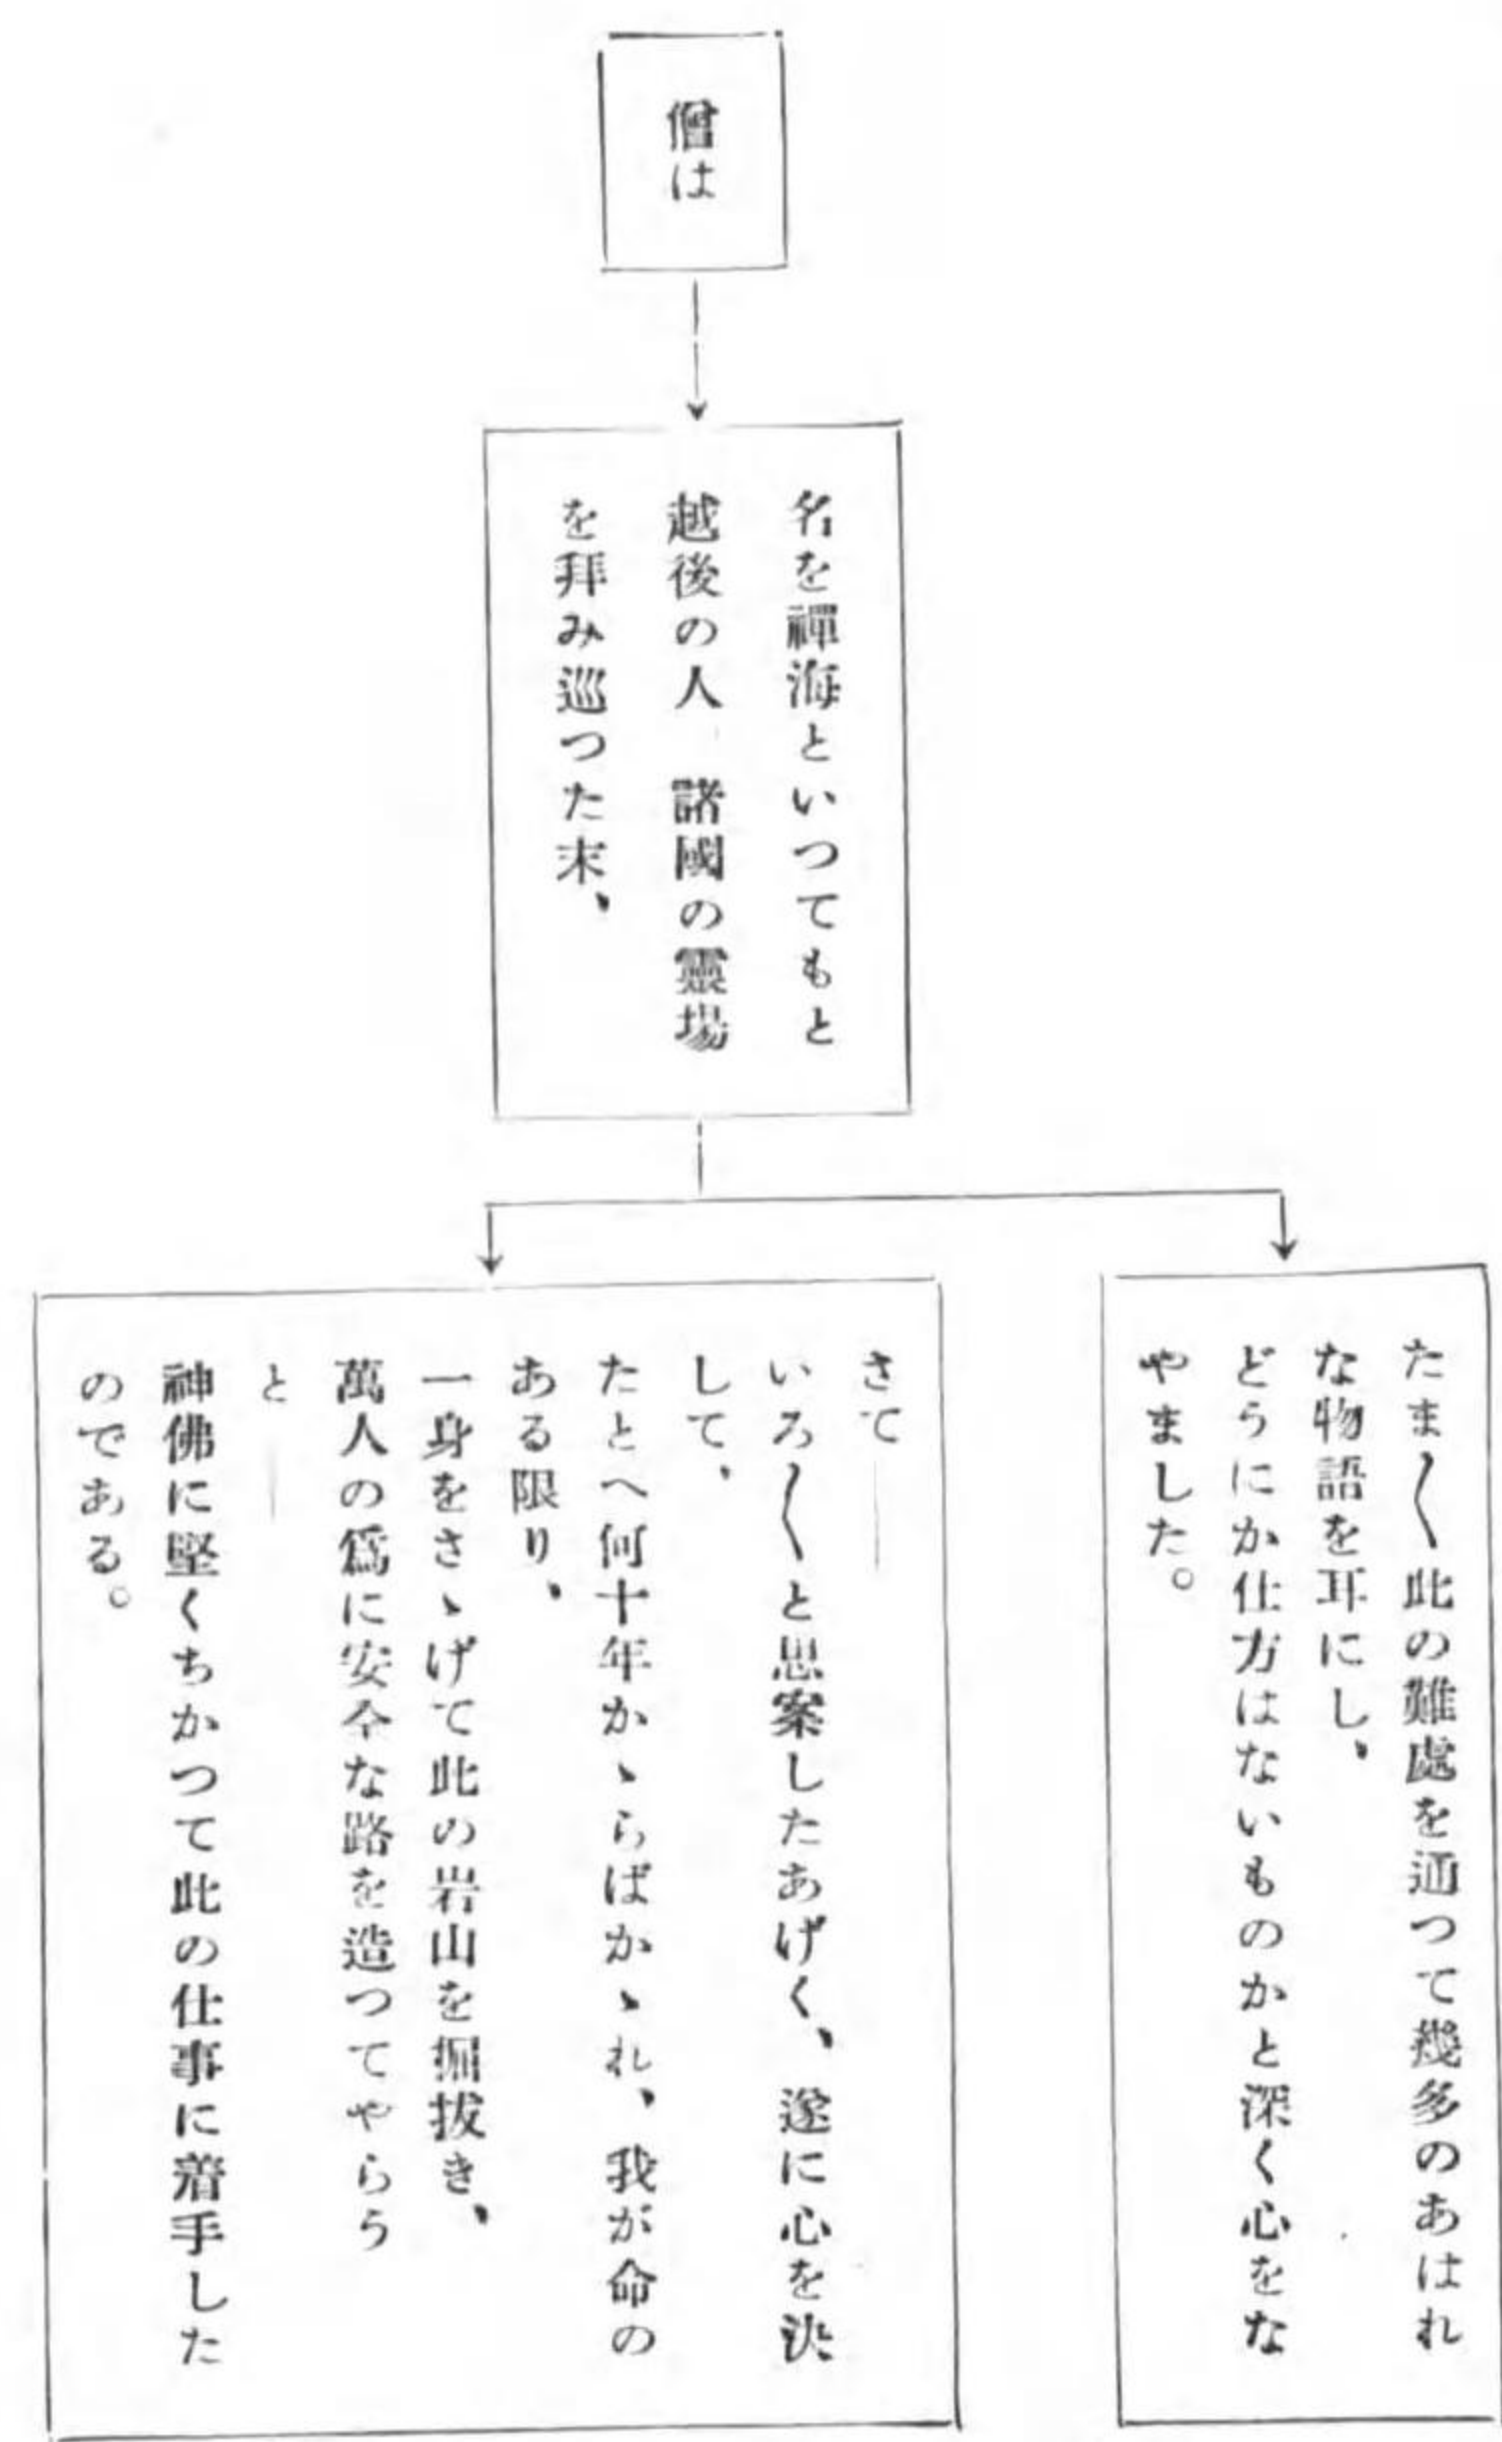 僧は
名を禪海といつてもと
越後の人　諸國の靈場
を拜み巡つた末、
たま〳〵此の難處を通つて幾多のあはれ
な物語を耳にし、
どうにか仕方はないものかと深く心をな
やました。
さて――
いろ〳〵と思案したあげく、遂に心を決
して、
たとへ何十年かゝらばかゝれ、我が命の
ある限り、
一身をさゝげて此の岩山を掘拔き、
萬人の爲に安全な路を造つてやらう
と――
神佛に堅くちかつて此の仕事に着手した
のである。